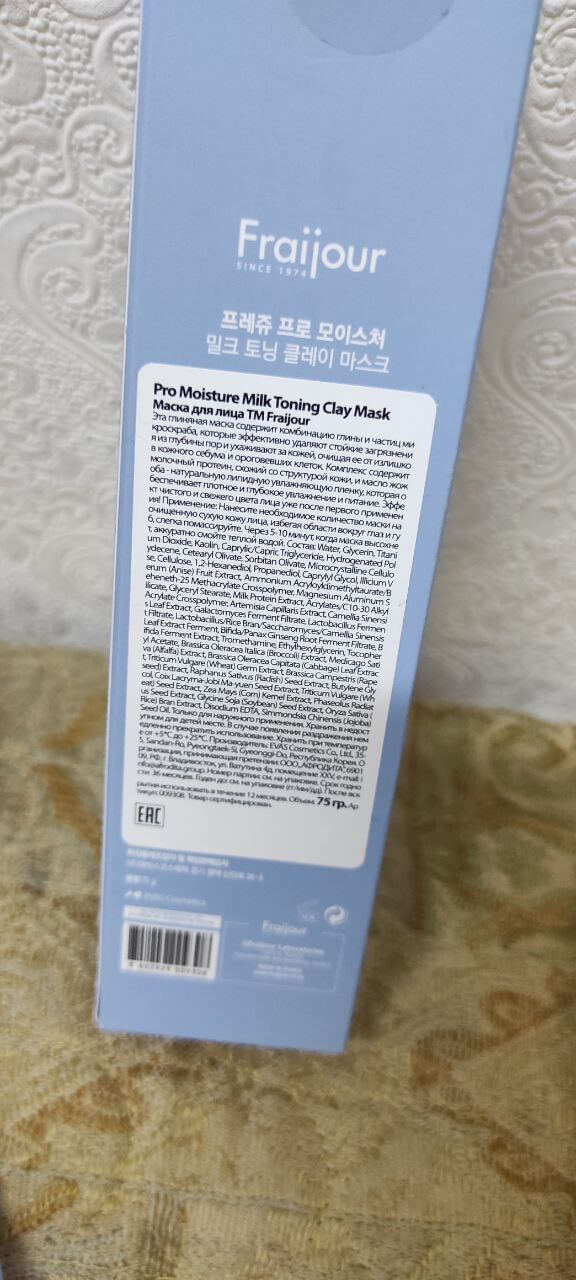 Fraijour
SINCE 1974
프레쥬 프로 모이스처
밀크 토닝 클레이 마스크
Pro Moisture Milk Toning Clay Mask
Маска для лица ТМ Fraijour
Эта глиняная маска содержит комбинацию глины и частиц ми
кроскраба, которые эффективно удаляют стойкие загрязнени
я из глубины пор и ухаживают за кожей, очищая ее от излишко
в кожного себума и ороговевших клеток. Комплекс содержит
молочный протеин, схожий со структурой кожи, и масло жож
оба - натуральную липидную увлажняющую пленку, которая о
беспечивает плотное и глубокое увлажнение и питание. Эффе
кт чистого и свежего цвета лица уже после первого применен
ия! Применение: Нанесите необходимое количество маски на
очищенную сухую кожу лица, избегая области вокруг глаз и гу
б, слегка помассируйте. Через 5-10 минут, когда маска высохне
т, аккуратно смойте теплой водой. Состав: Water, Glycerin, Titani
um Dioxide, Kaolin, Caprylic/Capric Triglyceride, Hydrogenated Pol
ydecene, Cetearyl Olivate, Sorbitan Olivate, Microcrystalline Cellulo
se, Cellulose, 1,2-Hexanediol, Propanediol, Caprylyl Glycol, Illicium V
erum (Anise) Fruit Extract, Ammonium Acryloyldimethyltaurate/B
eheneth-25 Methacrylate Crosspolymer, Magnesium Aluminum S
ilicate, Glyceryl Stearate, Milk Protein Extract, Acrylates/C10-30 Alkyl
Acrylate Crosspolymer, Artemisia Capillaris Extract, Camellia Sinensi
s Leaf Extract, Galactomyces Ferment Filtrate, Lactobacillus Fermen
t Filtrate, Lactobacillus/Rice Bran/Saccharomyces/Camellia Sinensis
Leaf Extract Ferment, Bifida/Panax Ginseng Root Ferment Filtrate, B
ifida Ferment Extract, Tromethamine, Ethylhexylglycerin, Tocopher
yl Acetate, Brassica Oleracea Italica (Broccoli) Extract, Medicago Sati
va (Alfalfa) Extract, Brassica Oleracea Capitata (Cabbage) Leaf Extrac
t, Triticum Vulgare (Wheat) Germ Extract, Brassica Campestris (Rape
seed) Extract, Raphanus Sativus (Radish) Seed Extract, Butylene Gly
col, Coix Lacryma-Jobi Ma-yuen Seed Extract, Triticum Vulgare (Wh
eat) Seed Extract, Zea Mays (Corn) Kernel Extract, Phaseolus Radiat
us Seed Extract, Glycine Soja (Soybean) Seed Extract, Oryza Sativa (
Rice) Bran Extract, Disodium EDTA, Simmondsia Chinensis (Jojoba)
Seed Oil. Только для наружного применения. Хранить в недост
упном для детей месте. В случае появления раздражения нем
едленно прекратить использование. Хранить при температур
е от +5°C до +25°C. Производитель: EVAS Cosmetics Co., Ltd., 35-
5, Sandan-Ro, Pyeongtaek-Si, Gyeonggi-Do, Республика Корея. О
рганизация, принимающая претензии: ООО „АФРОДИТА", 6901
09, РФ, г. Владивосток, ул. Ватутина 4д, помещение XXV, e-mail: i
nfo@afrodita.group. Номер партии: см. на упаковке. Срок годно
сти: 36 месяцев. Годен до: см. на упаковке (гг/мм/дд). После вск
рытия использовать в течение 12 месяцев. Объем: 75 гр. Ар
тикул: 009308. Товар сертифицирован.
EAC
EVAS Cosmetics
Fraijour